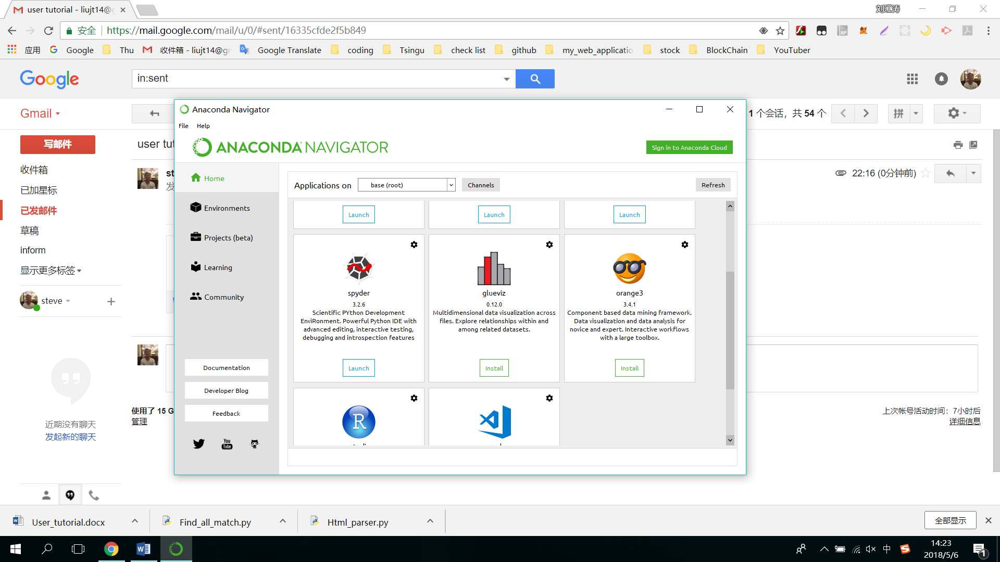 user tutorial - liujt14@g
刘江涛
安全
https://mail.google.com/mail/u/0/#sent/16335cfde2f5b849
应用
Google
Thu
收件箱 - liujt14@gr
Google Translate
coding
Tsingu
check list
github
my_web_applicatio
stock
BlockChain
YouTuber
Google
in:sent
Gmail
1 个会话，共 54 个
拼
写邮件
收件箱
已加星标
已发邮件
草稿
inform
显示更多标签
steve
近期没有聊天
发起新的聊天
user tut
st
发
22:16 (0分钟前)
使用了 15 G
管理
上次帐号活动时间：7小时后
详细信息
Anaconda Navigator
File Help
ANACONDA NAVIGATOR
Sign in to Anaconda Cloud
Home
Environments
Projects (beta)
Learning
Community
Documentation
Developer Blog
Feedback
You
Tube
Applications on
base (root)
Channels
Refresh
Launch
Launch
Launch
spyder
3.2.6
Scientific PYthon Development
EnviRonment. Powerful Python IDE with
advanced editing, interactive testing,
debugging and introspection features
Launch
glueviz
0.12.0
Multidimensional data visualization across
files. Explore relationships within and
among related datasets.
Install
orange3
3.4.1
Component based data mining framework.
Data visualization and data analysis for
novice and expert. Interactive workflows
with a large toolbox.
Install
R
User_tutorial.docx
Find_all_match.py
Html_parser.py
全部显示
中
14:23
2018/5/6
1